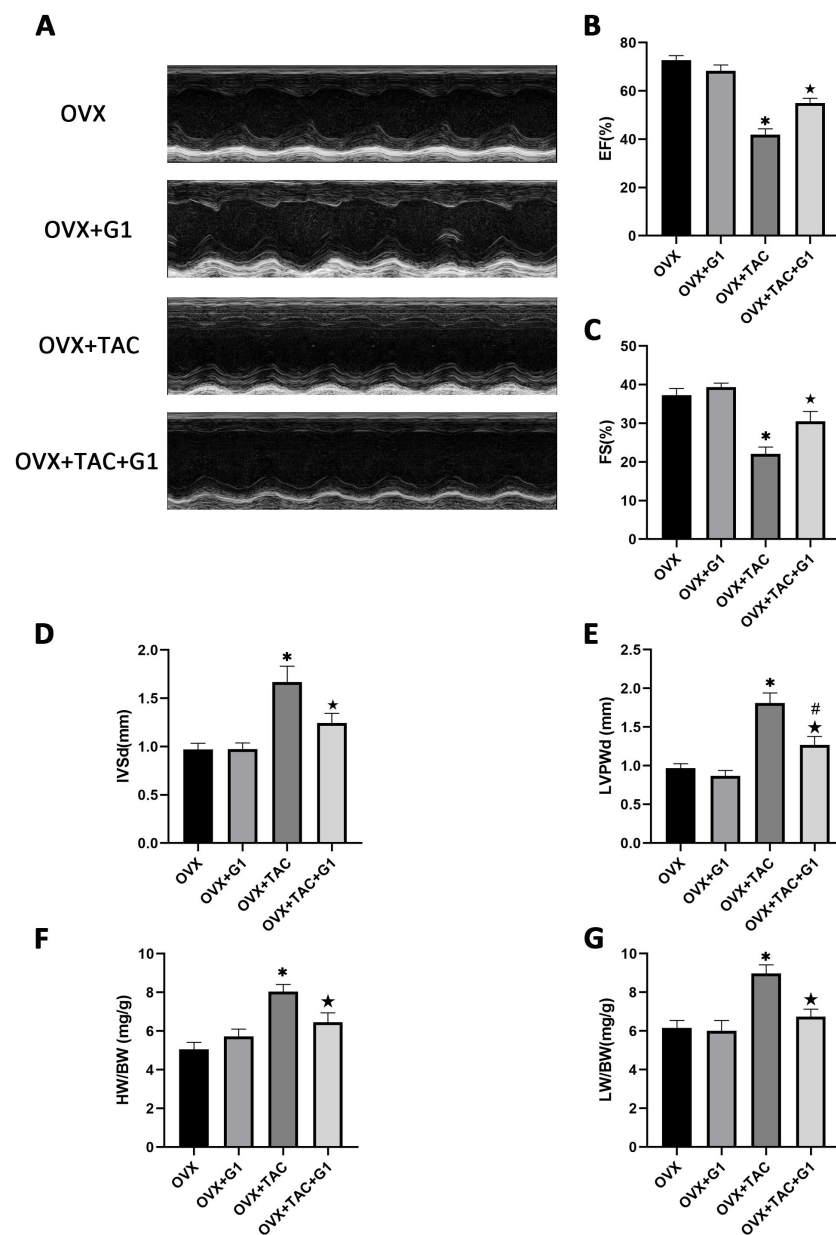 A
OVX
OVX+G1
OVX+TAC
OVX+TAC+G1
B
EF(%)
80
60
40
20
0
*
★
OVX
OVX+G1
OVX+TAC
OVX+TAC+G1
C
FS(%)
50
40
30
20
10
0
*
★
OVX
OVX+G1
OVX+TAC
OVX+TAC+G1
D
IVSd(mm)
2.0
1.5
1.0
0.5
0.0
*
★
OVX
OVX+G1
OVX+TAC
OVX+TAC+G1
E
LVPWd (mm)
2.5
2.0
1.5
1.0
0.5
0.0
*
#
★
OVX
OVX+G1
OVX+TAC
OVX+TAC+G1
F
HW/BW (mg/g)
10
8
6
4
2
0
*
★
OVX
OVX+G1
OVX+TAC
OVX+TAC+G1
G
LW/BW(mg/g)
10
8
6
4
2
0
*
★
OVX
OVX+G1
OVX+TAC
OVX+TAC+G1